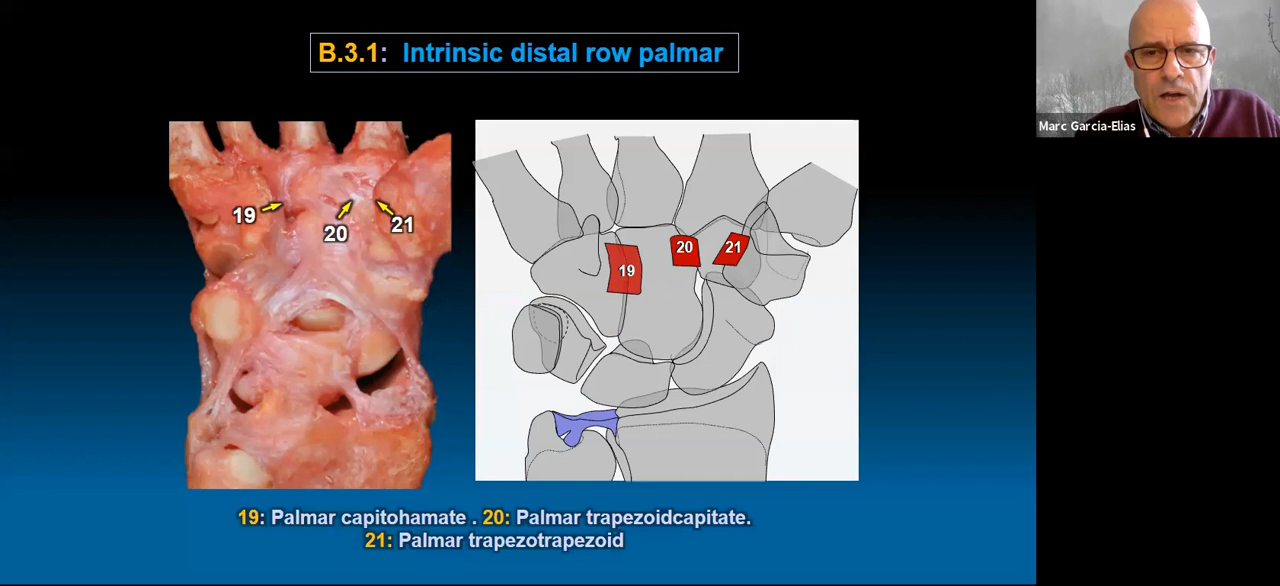 B.3.1: Intrinsic distal row palmar
Marc Garcia-Elias
19
20
21
19
20
21
19: Palmar capitohamate . 20: Palmar trapezoidcapitate.
21: Palmar trapezotrapezoid